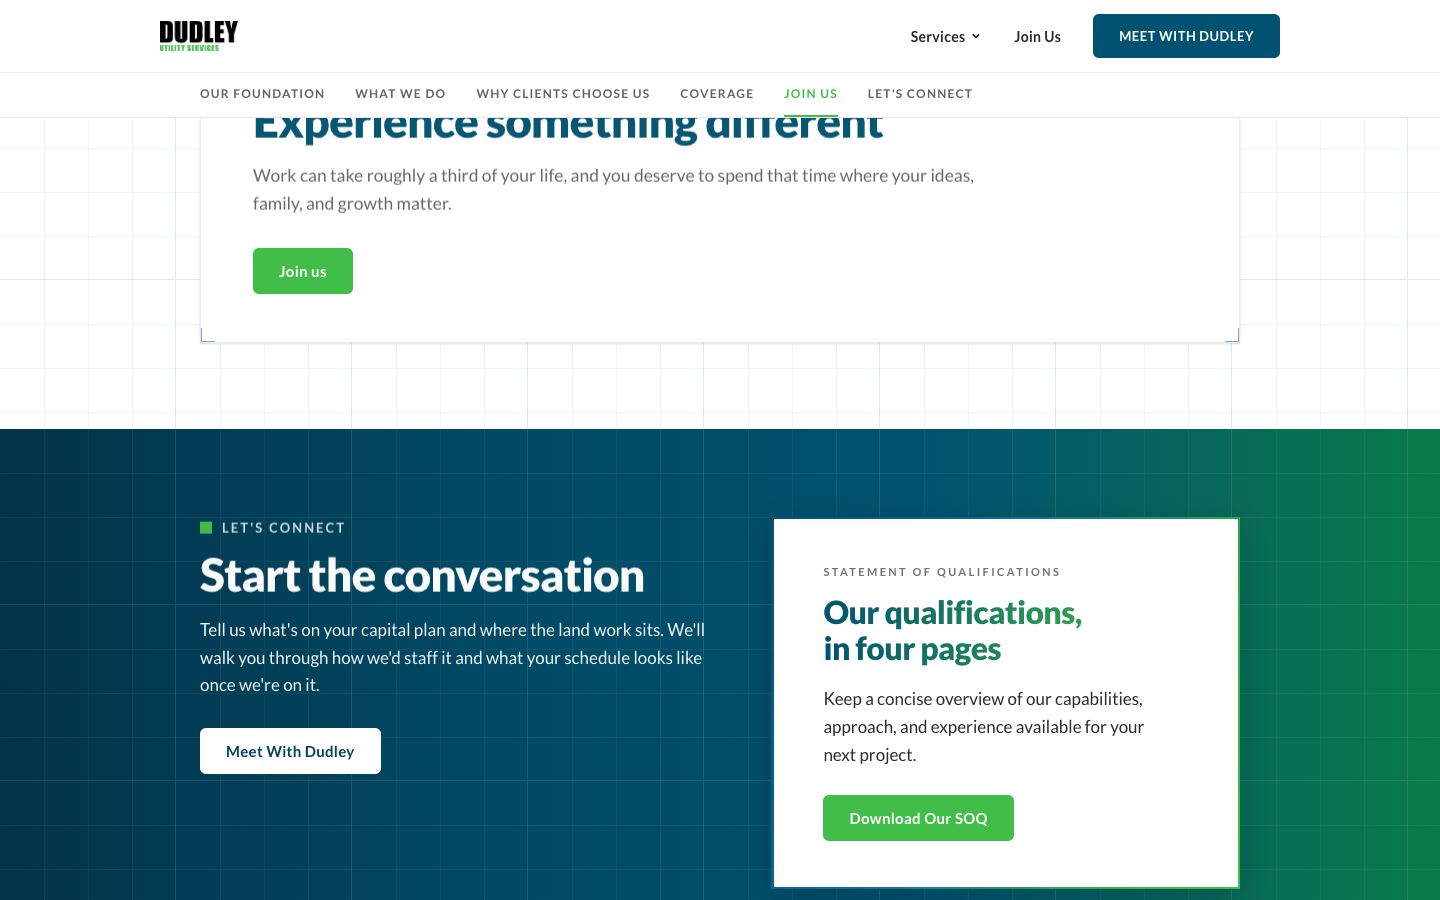 DUDLEY
UTILITY SERVICES
Services
Join Us
MEET WITH DUDLEY
OUR FOUNDATION
WHAT WE DO
WHY CLIENTS CHOOSE US
COVERAGE
JOIN US
LET'S CONNECT
Experience something different
Work can take roughly a third of your life, and you deserve to spend that time where your ideas,
family, and growth matter.
Join us
LET'S CONNECT
Start the conversation
Tell us what's on your capital plan and where the land work sits. We'll
walk you through how we'd staff it and what your schedule looks like
once we're on it.
Meet With Dudley
STATEMENT OF QUALIFICATIONS
Our qualifications,
in four pages
Keep a concise overview of our capabilities,
approach, and experience available for your
next project.
Download Our SOQ